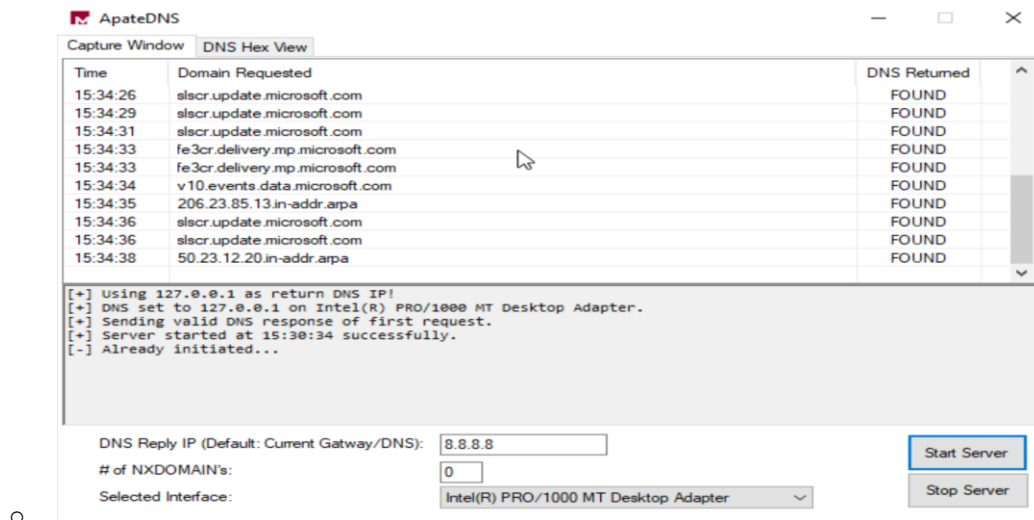 ApateDNS
Capture Window DNS Hex View
Time Domain Requested DNS Returned
15:34:26 slscr.update.microsoft.com FOUND
15:34:29 slscr.update.microsoft.com FOUND
15:34:31 slscr.update.microsoft.com FOUND
15:34:33 fe3cr.delivery.mp.microsoft.com FOUND
15:34:33 fe3cr.delivery.mp.microsoft.com FOUND
15:34:34 v10.events.data.microsoft.com FOUND
15:34:35 206.23.85.13.in-addr.arpa FOUND
15:34:36 slscr.update.microsoft.com FOUND
15:34:36 slscr.update.microsoft.com FOUND
15:34:38 50.23.12.20.in-addr.arpa FOUND
[+] Using 127.0.0.1 as return DNS IP!
[+] DNS set to 127.0.0.1 on Intel(R) PRO/1000 MT Desktop Adapter.
[+] Sending valid DNS response of first request.
[+] Server started at 15:30:34 successfully.
[-] Already initiated...
DNS Reply IP (Default: Current Gatway/DNS): 8.8.8.8
Start Server
# of NXDOMAIN's: 0
Selected Interface: Intel(R) PRO/1000 MT Desktop Adapter
Stop Server